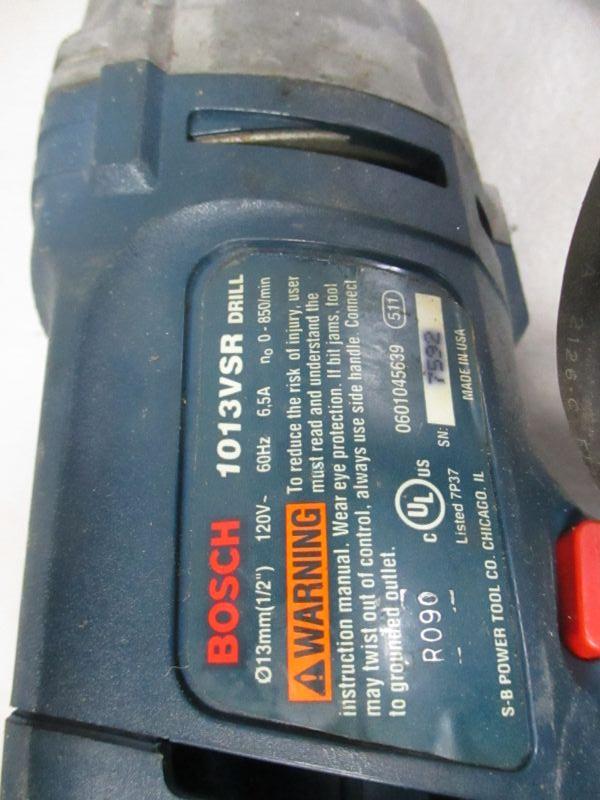 BOSCH 1013VSR DRILL
Ø13mm(1/2") 120V~ 60Hz 6,5A n₀ 0 - 850/min
WARNING To reduce the risk of injury, user
must read and understand the
instruction manual. Wear eye protection. If bit jams, tool
may twist out of control, always use side handle. Connect
to grounded outlet.
0601045639 511
R090
C UL US
Listed 7P37
SN: 7592
S-B POWER TOOL CO. CHICAGO, IL MADE IN USA